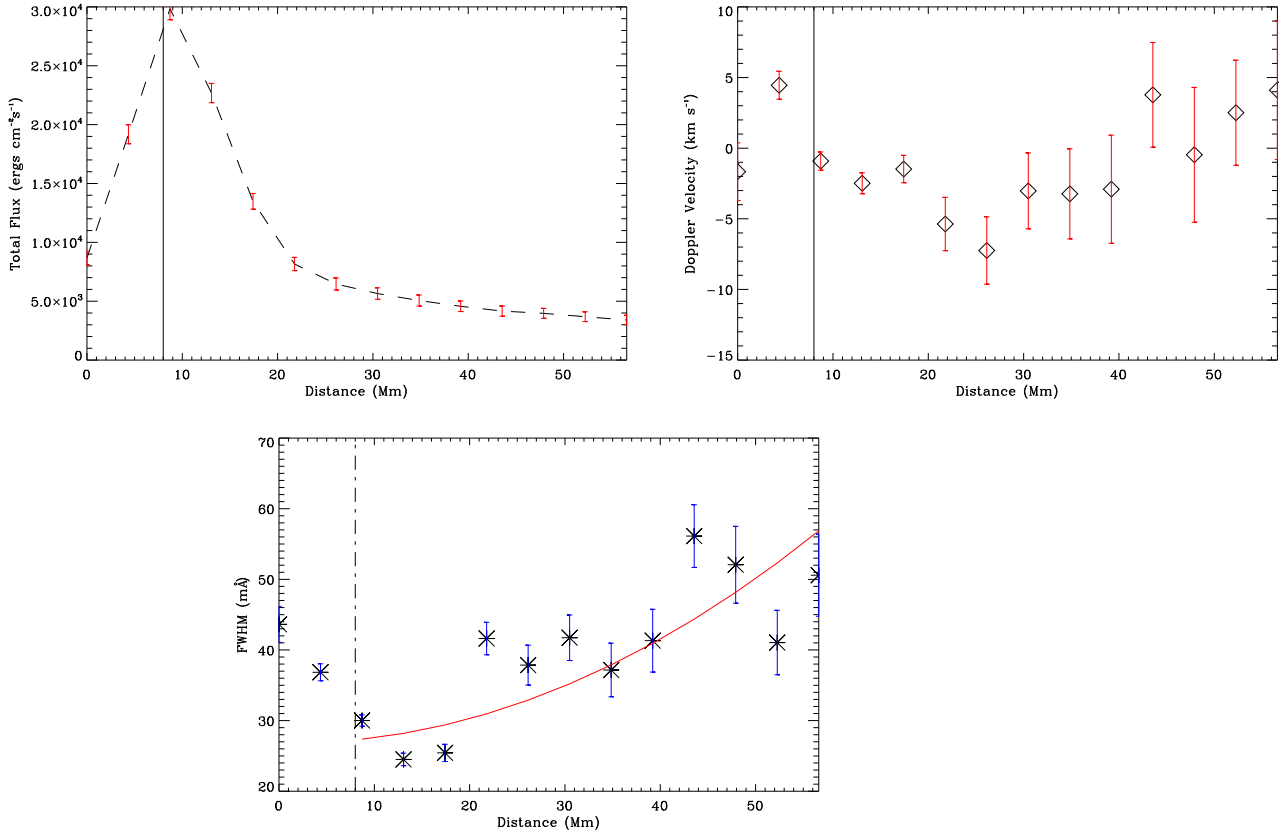 3.0×10⁴
2.5×10⁴
2.0×10⁴
1.5×10⁴
1.0×10⁴
5.0×10³
0
Total Flux (ergs cm⁻²s⁻¹)
0 10 20 30 40 50
Distance (Mm)
10
5
0
−5
−10
−15
Doppler Velocity (km s⁻¹)
0 10 20 30 40 50
Distance (Mm)
70
60
50
40
30
20
FWHM (mÅ)
0 10 20 30 40 50
Distance (Mm)